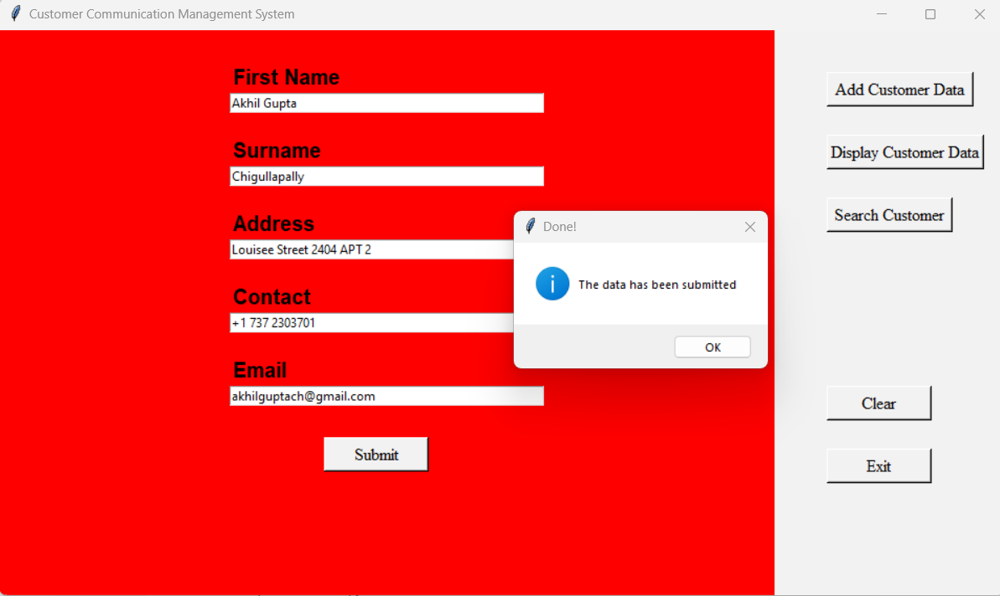 Customer Communication Management System
First Name
Akhil Gupta
Surname
Chigullapally
Address
Louisee Street 2404 APT 2
Contact
+1 737 2303701
Email
akhilguptach@gmail.com
Submit
Done!
The data has been submitted
OK
Add Customer Data
Display Customer Data
Search Customer
Clear
Exit